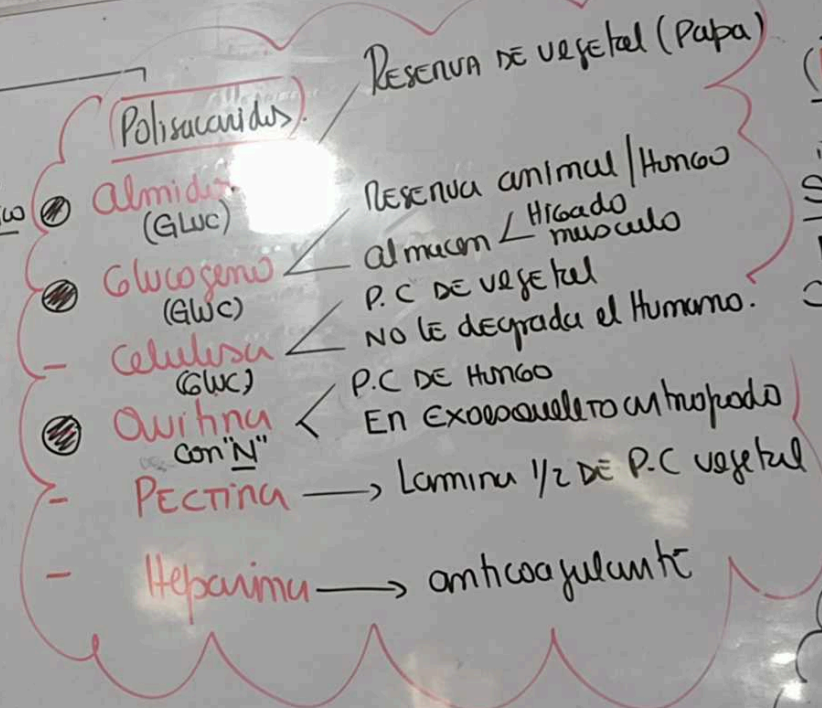 Polisacaridos.
Reserva de vegetal (Papa)
almidon
(GLUC)
Reserva animal / Hongo
Glucogeno
almacen
Higado
musculo
(GLUC)
P.C DE vegetal
Celulosa
NO le degrada el Humano.
(GLUC)
P.C DE HONGO
Quitina
En Exoesqueleto artropodo
con "N"
PECTINA → Lamina 1/2 DE P.C vegetal
Heparina → anticoagulante